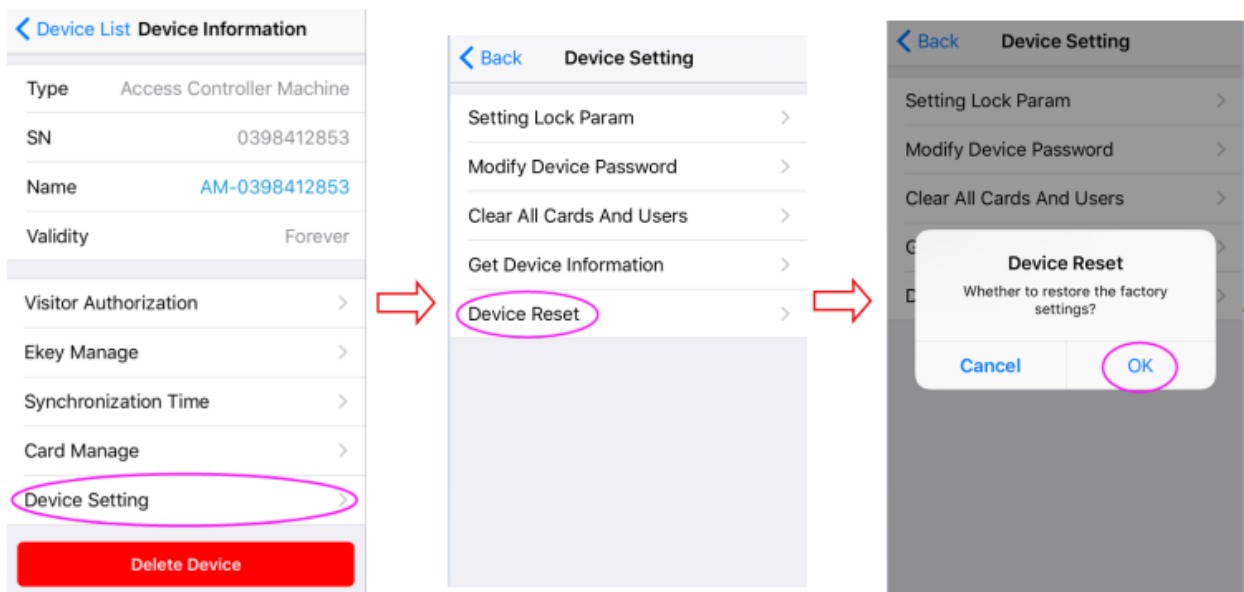 Device List Device Information
Type Access Controller Machine
SN 0398412853
Name AM-0398412853
Validity Forever
Visitor Authorization
Ekey Manage
Synchronization Time
Card Manage
Device Setting
Delete Device
Back Device Setting
Setting Lock Param
Modify Device Password
Clear All Cards And Users
Get Device Information
Device Reset
Back Device Setting
Setting Lock Param
Modify Device Password
Clear All Cards And Users
G
D
Device Reset
Whether to restore the factory
settings?
Cancel OK